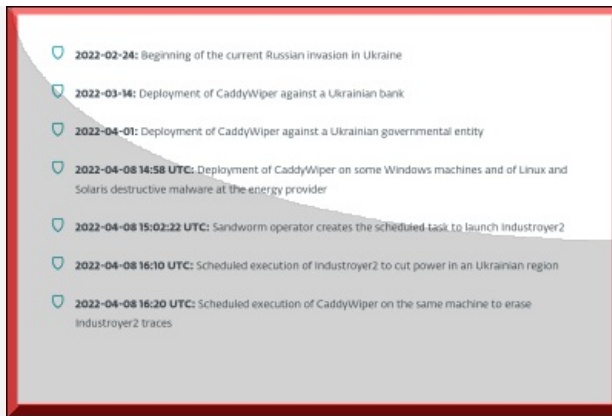 2022-02-24: Beginning of the current Russian invasion in Ukraine
2022-03-14: Deployment of CaddyWiper against a Ukrainian bank
2022-04-01: Deployment of CaddyWiper against a Ukrainian governmental entity
2022-04-08 14:58 UTC: Deployment of CaddyWiper on some Windows machines and of Linux and
Solaris destructive malware at the energy provider
2022-04-08 15:02:22 UTC: Sandworm operator creates the scheduled task to launch Industroyer2
2022-04-08 16:10 UTC: Scheduled execution of Industroyer2 to cut power in an Ukrainian region
2022-04-08 16:20 UTC: Scheduled execution of CaddyWiper on the same machine to erase
Industroyer2 traces